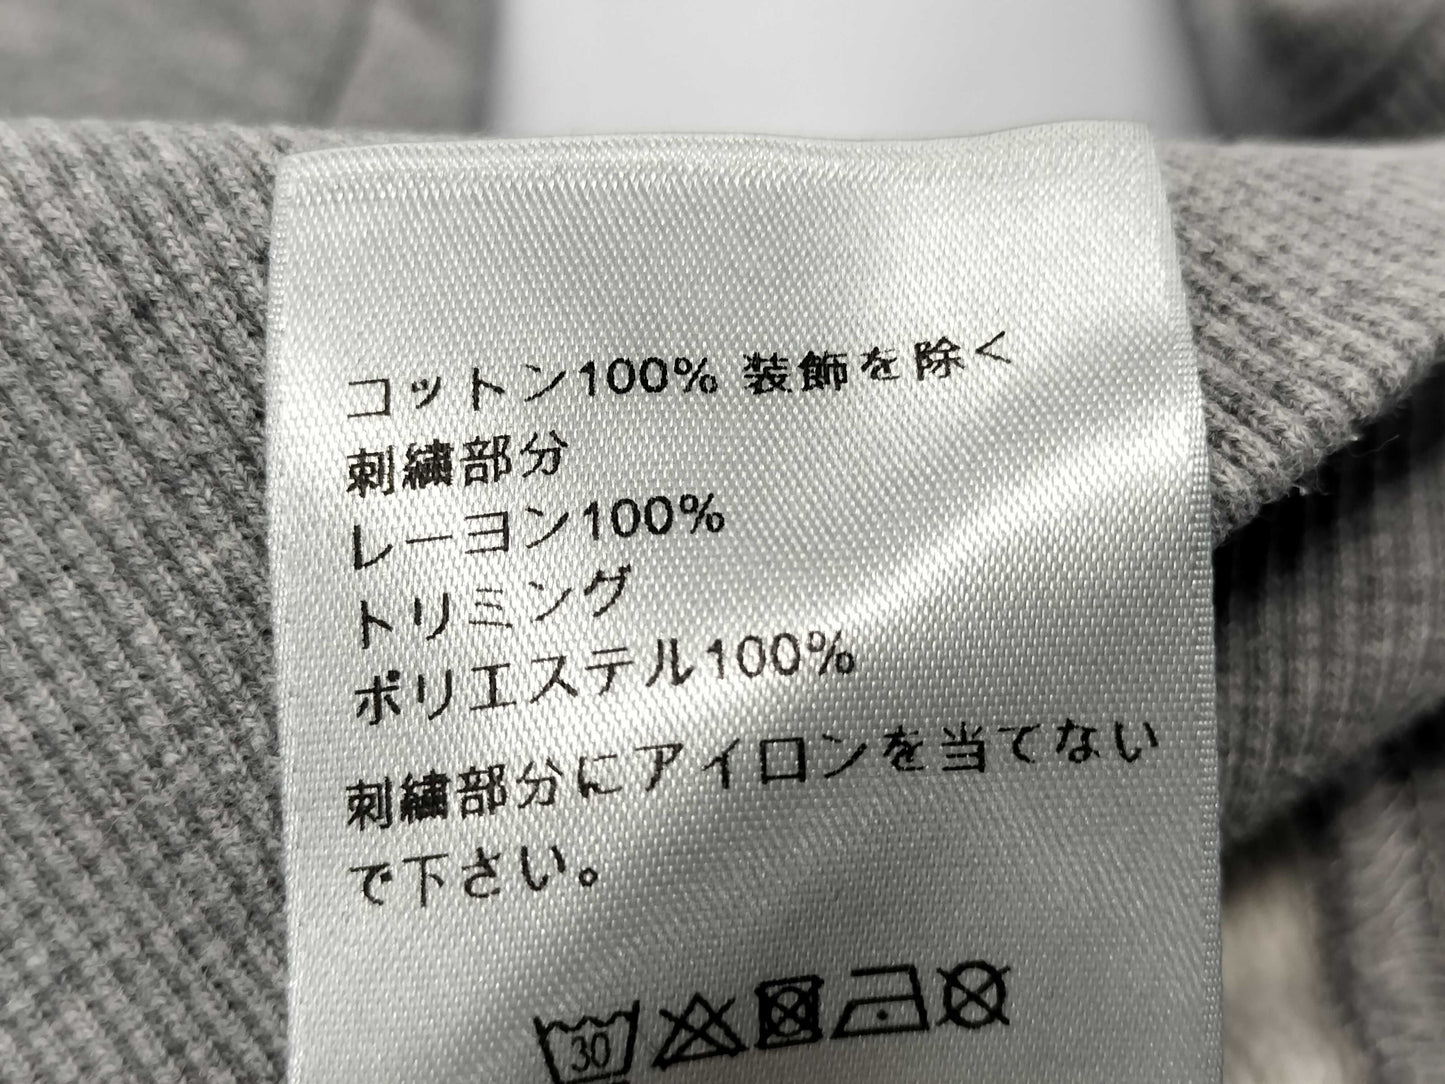 コットン100% 装飾を除く
刺繍部分
レーヨン100%
トリミング
ポリエステル100%
刺繍部分にアイロンを当てない
で下さい。
30